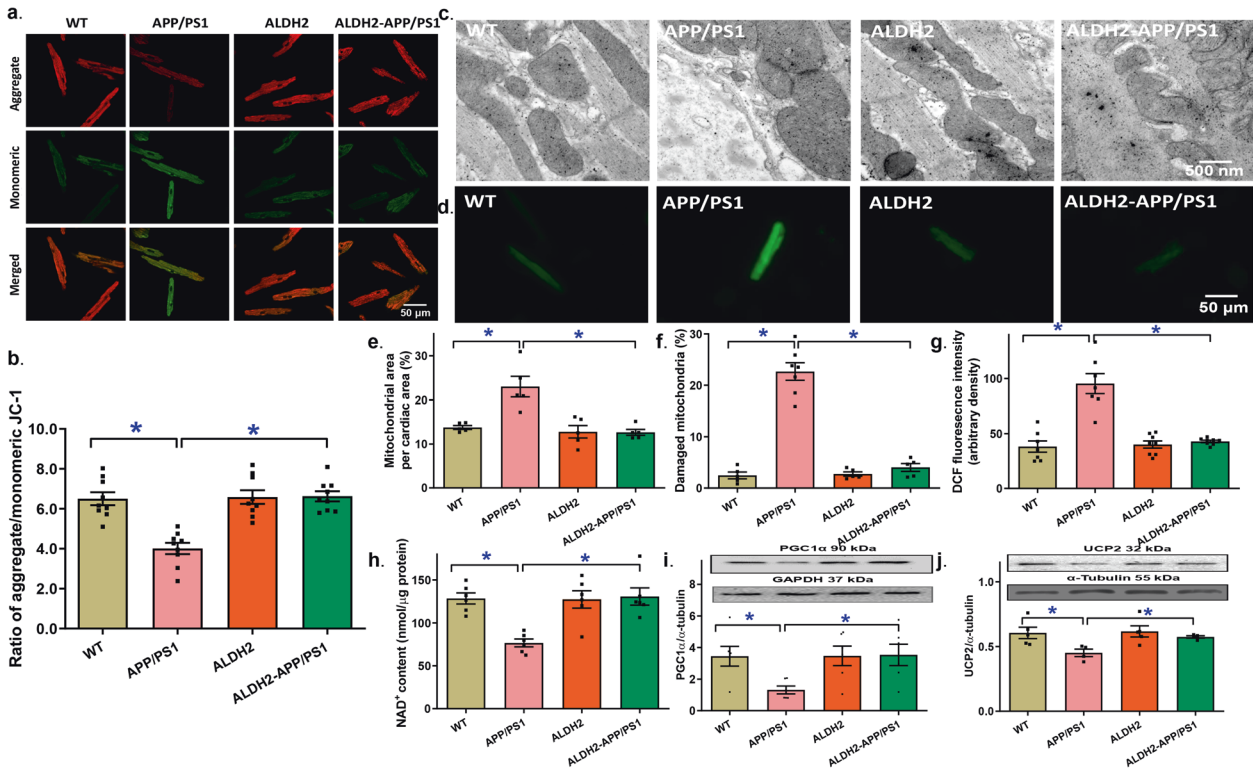 a.
WT APP/PS1 ALDH2 ALDH2-APP/PS1
Aggregate
Monomeric
Merged
50 µm
b.
Ratio of aggregate/monomeric JC-1
10.0
8.0
6.0
4.0
2.0
0.0
* *
WT APP/PS1 ALDH2 ALDH2-APP/PS1
c.
WT APP/PS1 ALDH2 ALDH2-APP/PS1
500 nm
d.
WT APP/PS1 ALDH2 ALDH2-APP/PS1
50 µm
e.
Mitochondrial area
per cardiac area (%)
30
20
10
0
* *
WT APP/PS1 ALDH2 ALDH2-APP/PS1
f.
Damaged mitochondria (%)
30
20
10
0
* *
WT APP/PS1 ALDH2 ALDH2-APP/PS1
g.
DCF fluorescnce intensity
(arbitrary density)
150
100
50
0
* *
WT APP/PS1 ALDH2 ALDH2-APP/PS1
h.
NAD⁺ content (nmol/µg protein)
150
100
50
0
* *
WT APP/PS1 ALDH2 ALDH2-APP/PS1
i.
PGC1α 90 kDa
GAPDH 37 kDa
PGC1α/α-tubulin
8
6
4
2
0
* *
WT APP/PS1 ALDH2 ALDH2-APP/PS1
j.
UCP2 32 kDa
α-Tubulin 55 kDa
UCP2/α-tubulin
1.0
0.5
0.0
* *
WT APP/PS1 ALDH2 ALDH2-APP/PS1